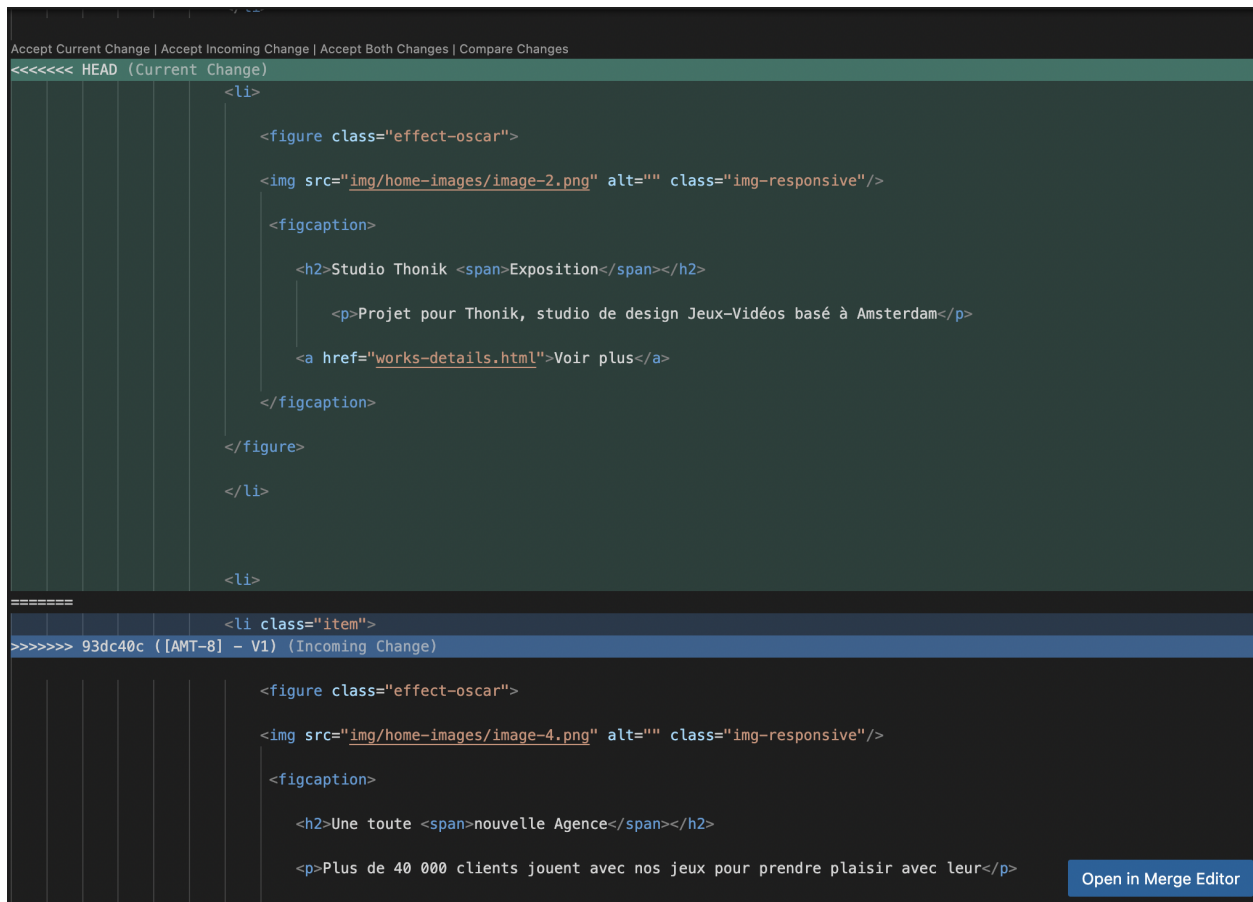 Accept Current Change | Accept Incoming Change | Accept Both Changes | Compare Changes
<<<<<<< HEAD (Current Change)
<li>
<figure class="effect-oscar">
<img src="img/home-images/image-2.png" alt="" class="img-responsive"/>
<figcaption>
<h2>Studio Thonik <span>Exposition</span></h2>
<p>Projet pour Thonik, studio de design Jeux-Vidéos basé à Amsterdam</p>
<a href="works-details.html">Voir plus</a>
</figcaption>
</figure>
</li>
<li>
=======
<li class="item">
>>>>>>> 93dc40c ([AMT-8] - V1) (Incoming Change)
<figure class="effect-oscar">
<img src="img/home-images/image-4.png" alt="" class="img-responsive"/>
<figcaption>
<h2>Une toute <span>nouvelle Agence</span></h2>
<p>Plus de 40 000 clients jouent avec nos jeux pour prendre plaisir avec leur</p>
Open in Merge Editor